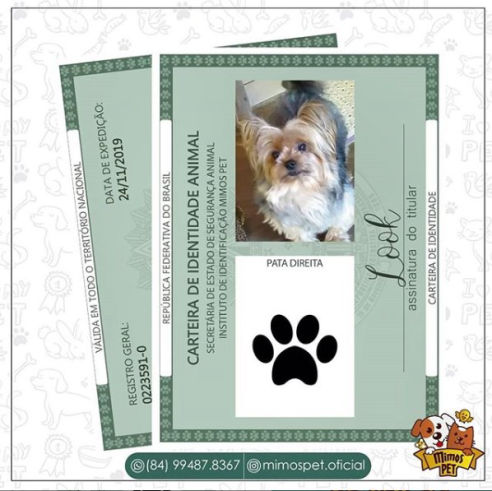 VÁLIDA EM TODO O TERRITÓRIO NACIONAL
REGISTRO GERAL:
0223591-0
DATA DE EXPEDIÇÃO:
24/11/2019
REPÚBLICA FEDERATIVA DO BRASIL
CARTEIRA DE IDENTIDADE ANIMAL
SECRETÁRIA DE ESTADO DE SEGURANÇA ANIMAL
INSTITUTO DE IDENTIFICAÇÃO MIMOS PET
PATA DIREITA
Look
assinatura do titular
CARTEIRA DE IDENTIDADE
(84) 99487.8367
@mimospet.oficial
Mimos
PET